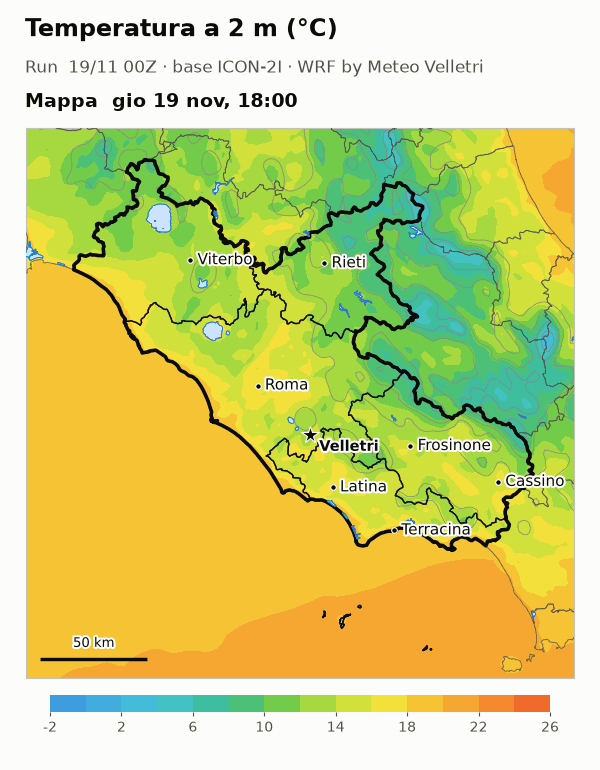 Temperatura a 2 m (°C)
Run  19/11 00Z · base ICON-2I · WRF by Meteo Velletri
Mappa  gio 19 nov, 18:00
Viterbo
Rieti
Roma
Velletri
Frosinone
Latina
Cassino
Terracina
50 km
-2 2 6 10 14 18 22 26